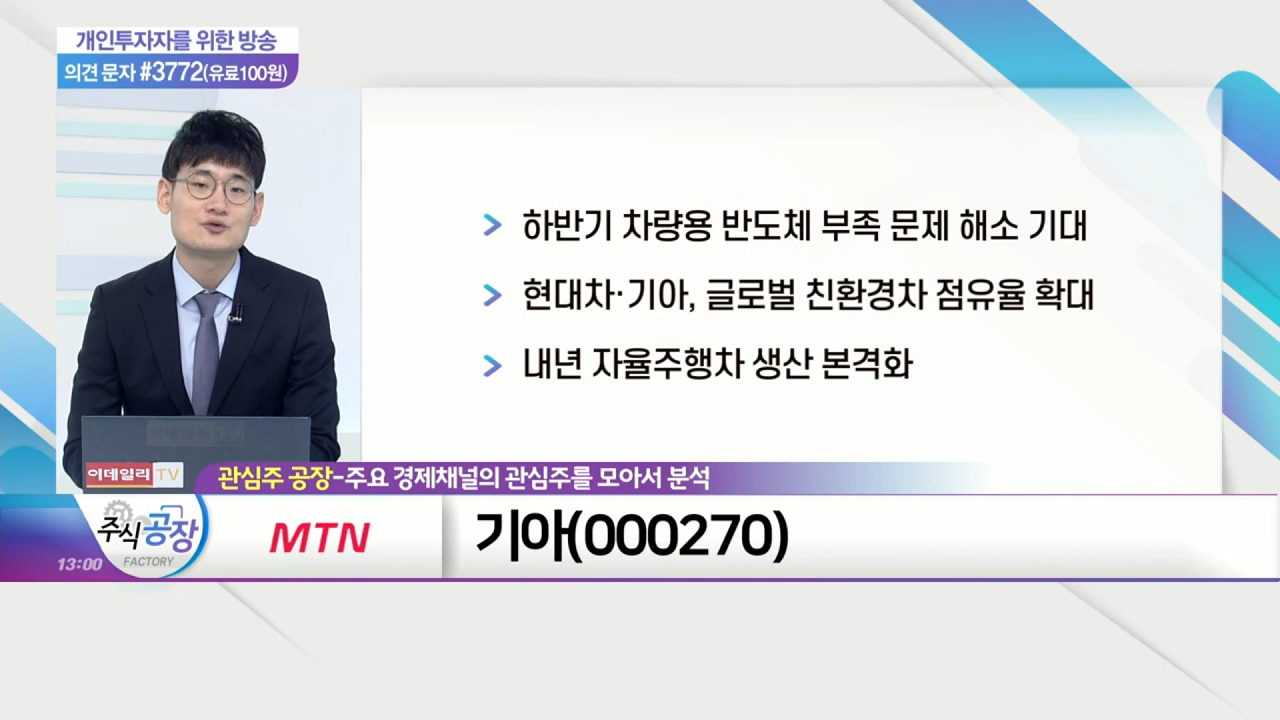 개인투자자를 위한 방송
의견 문자 #3772(유료100원)
> 하반기 차량용 반도체 부족 문제 해소 기대
> 현대차·기아, 글로벌 친환경차 점유율 확대
> 내년 자율주행차 생산 본격화
이데일리 TV
관심주 공장-주요 경제채널의 관심주를 모아서 분석
주식공장
FACTORY
13:00
MTN
기아(000270)